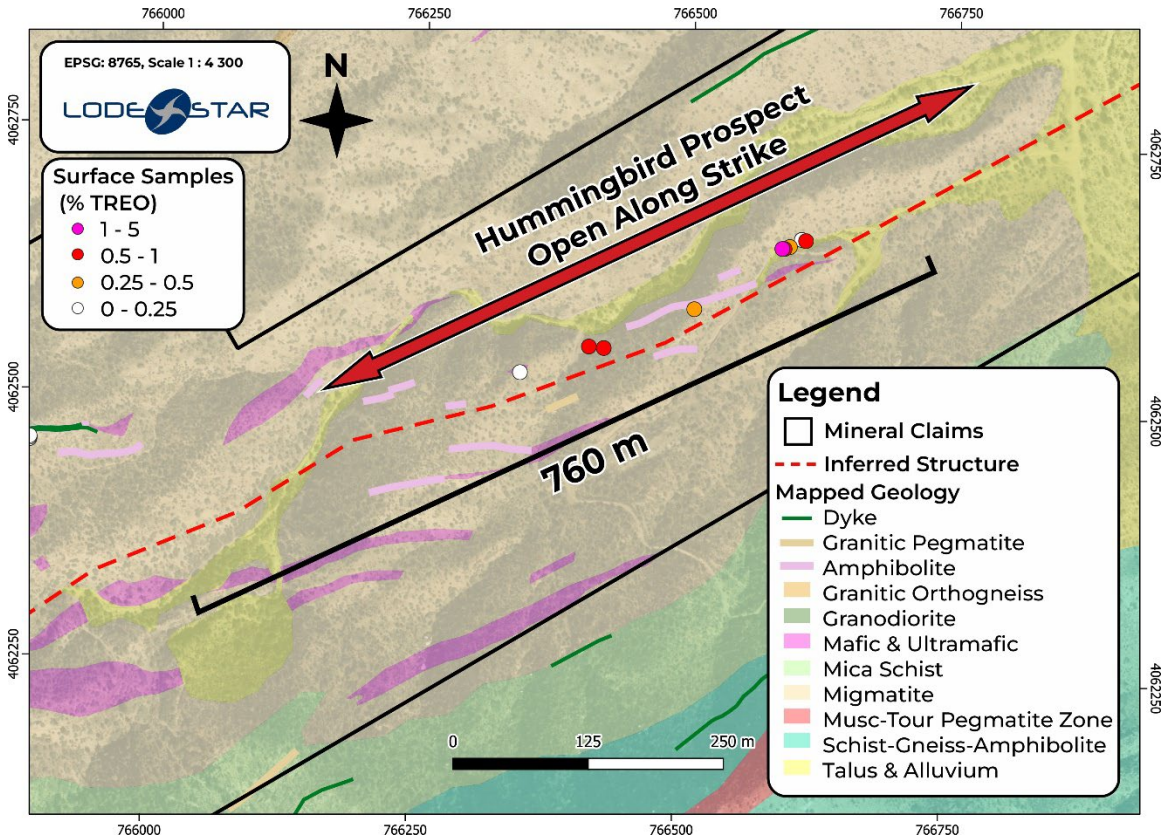 766000 766250 766500 766750
EPSG: 8765, Scale 1 : 4 300
LODESTAR
N
4062750
4062750
Surface Samples
(% TREO)
1 - 5
0.5 - 1
0.25 - 0.5
0 - 0.25
Hummingbird Prospect
Open Along Strike
4062500
4062500
760 m
Legend
Mineral Claims
Inferred Structure
Mapped Geology
Dyke
Granitic Pegmatite
Amphibolite
Granitic Orthogneiss
Granodiorite
Mafic & Ultramafic
Mica Schist
Migmatite
Musc-Tour Pegmatite Zone
Schist-Gneiss-Amphibolite
Talus & Alluvium
4062250
4062250
0 125 250 m
766000 766250 766500 766750